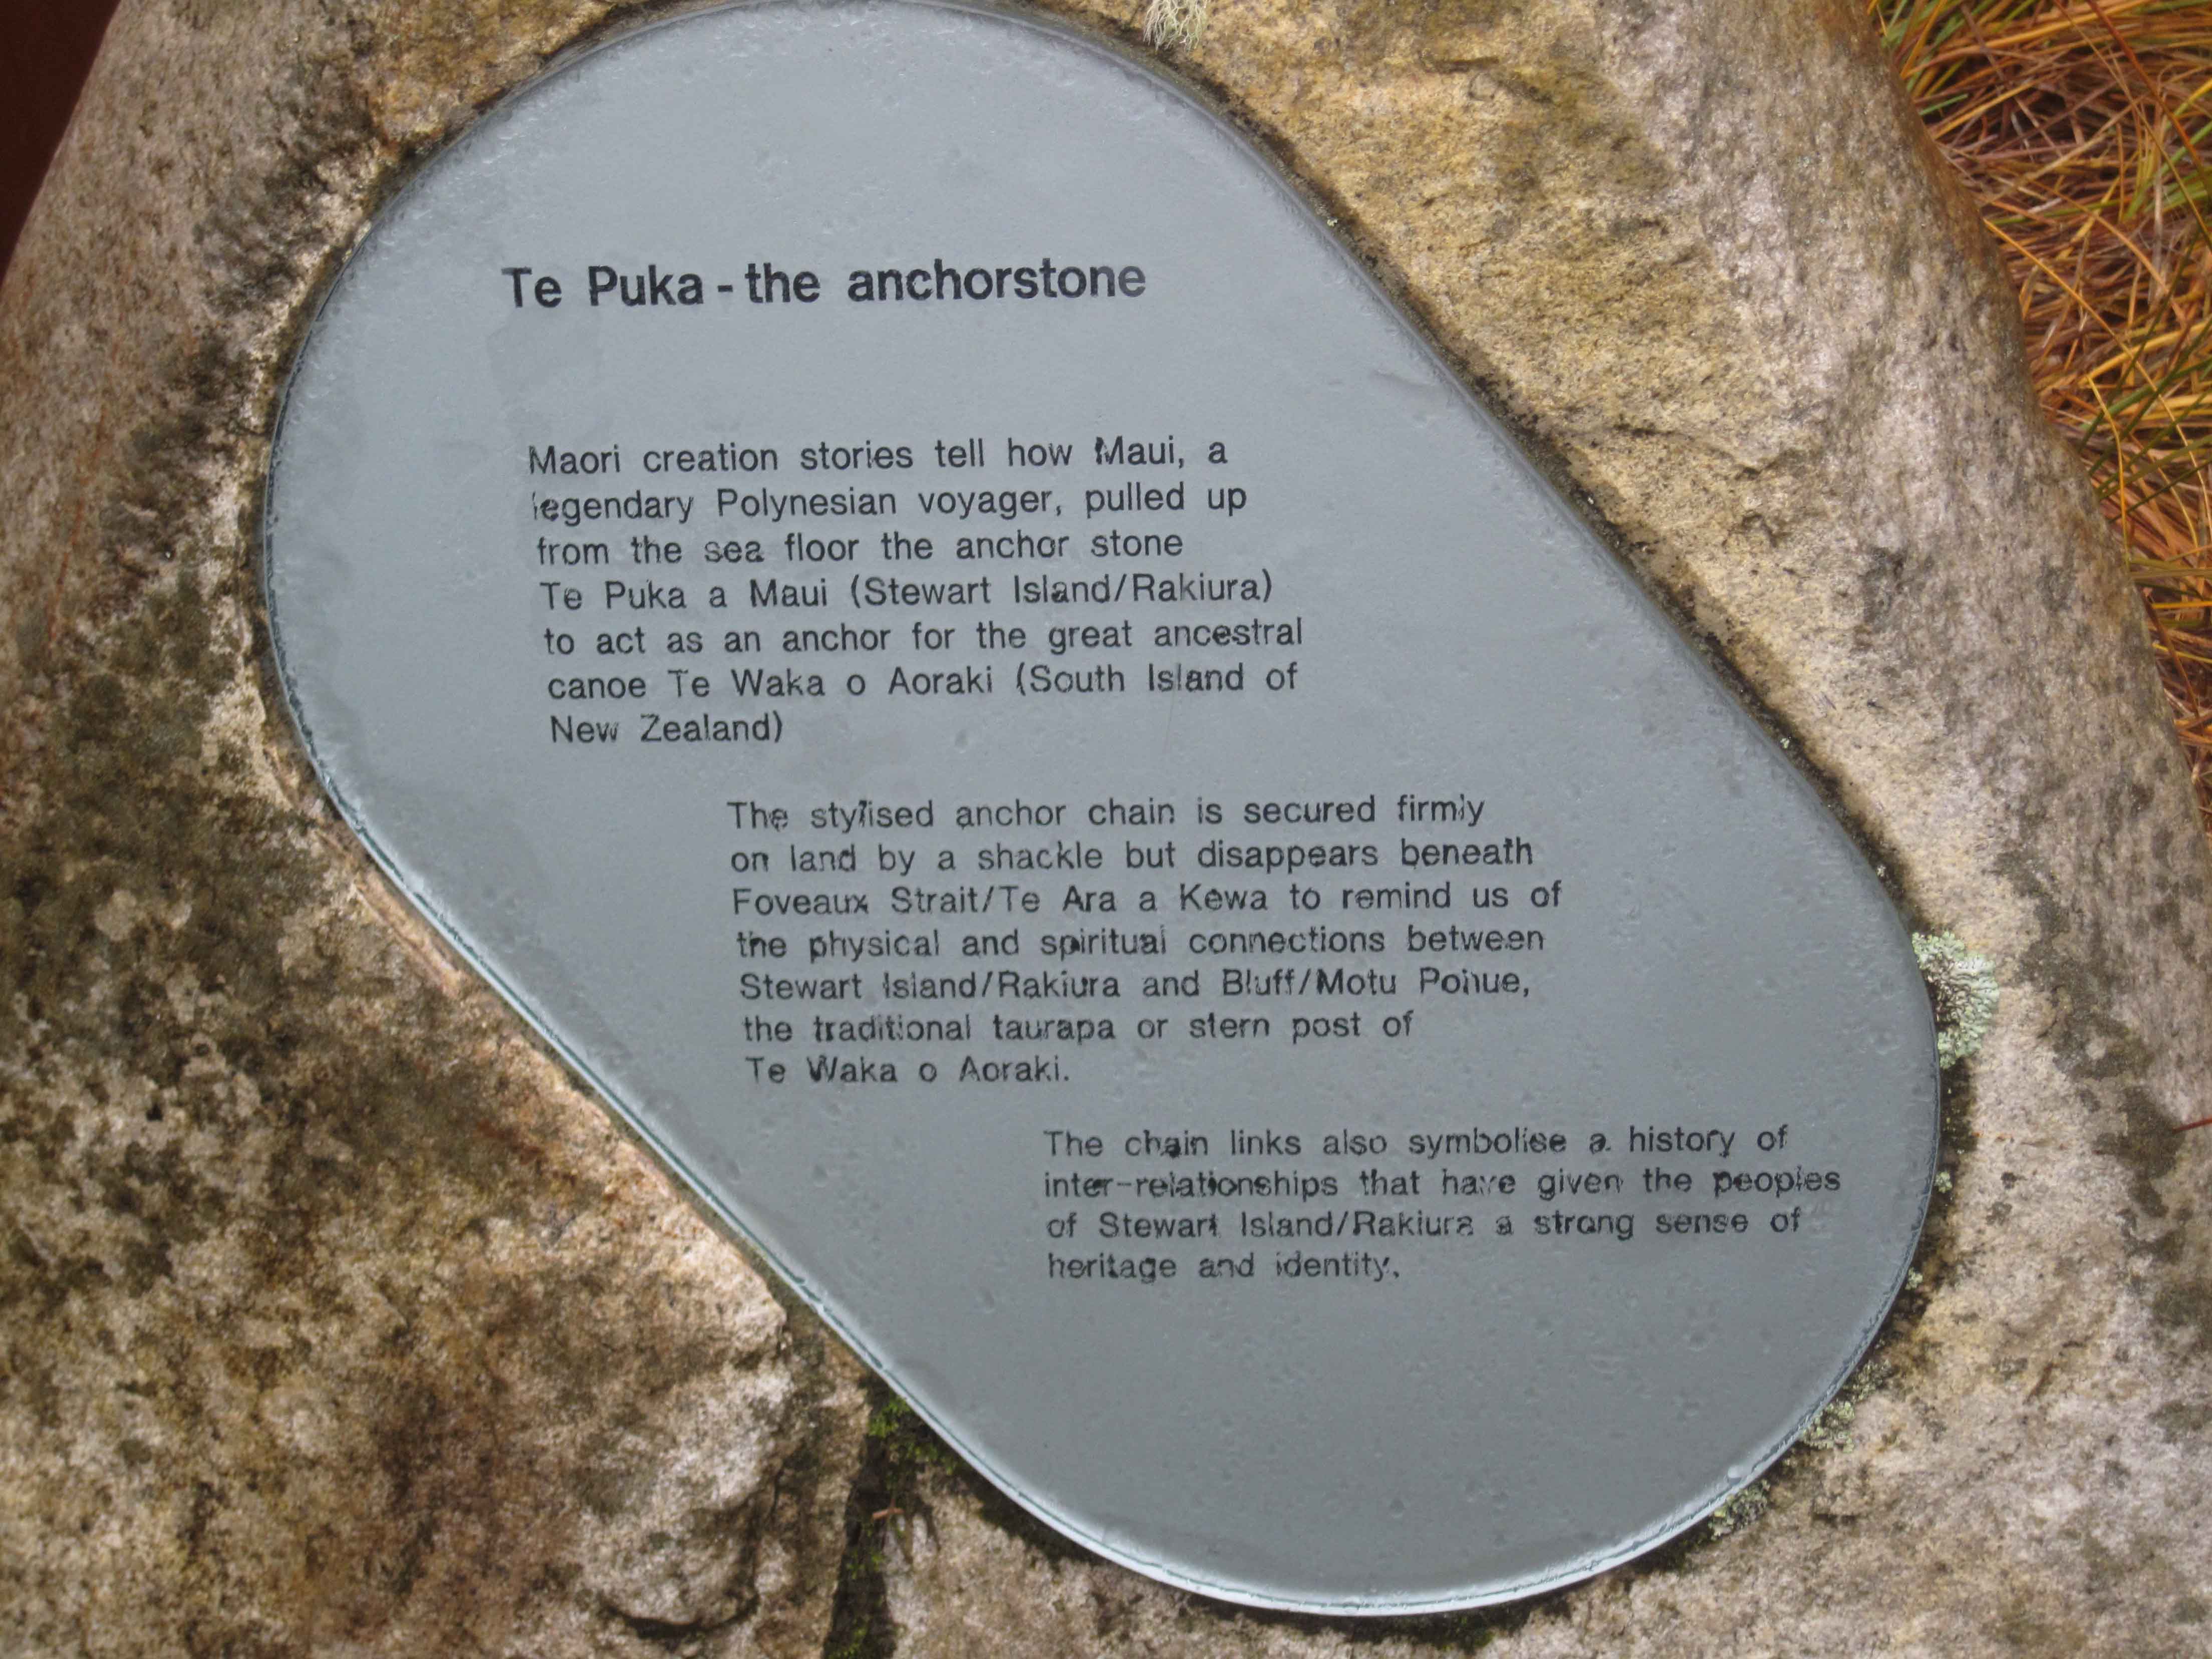 Te Puka - the anchorstone
Maori creation stories tell how Maui, a
legendary Polynesian voyager, pulled up
from the sea floor the anchor stone
Te Puka a Maui (Stewart Island/Rakiura)
to act as an anchor for the great ancestral
canoe Te Waka o Aoraki (South Island of
New Zealand)
The stylised anchor chain is secured firmly
on land by a shackle but disappears beneath
Foveaux Strait/Te Ara a Kewa to remind us of
the physical and spiritual connections between
Stewart Island/Rakiura and Bluff/Motu Pohue,
the traditional taurapa or stern post of
Te Waka o Aoraki.
The chain links also symbolise a history of
inter-relationships that have given the peoples
of Stewart Island/Rakiura a strong sense of
heritage and identity.